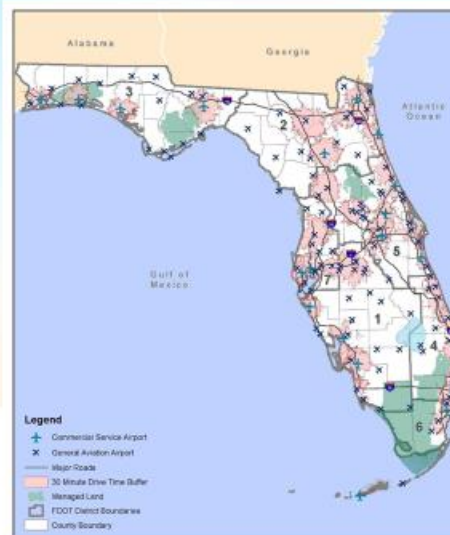 Alabama
Georgia
Atlantic
Ocean
3
2
5
Gulf of
Mexico
7
1
4
6
Legend
Commercial Service Airport
General Aviation Airport
Major Roads
30 Minute Drive Time Buffer
Managed Land
FDOT District Boundaries
County Boundary